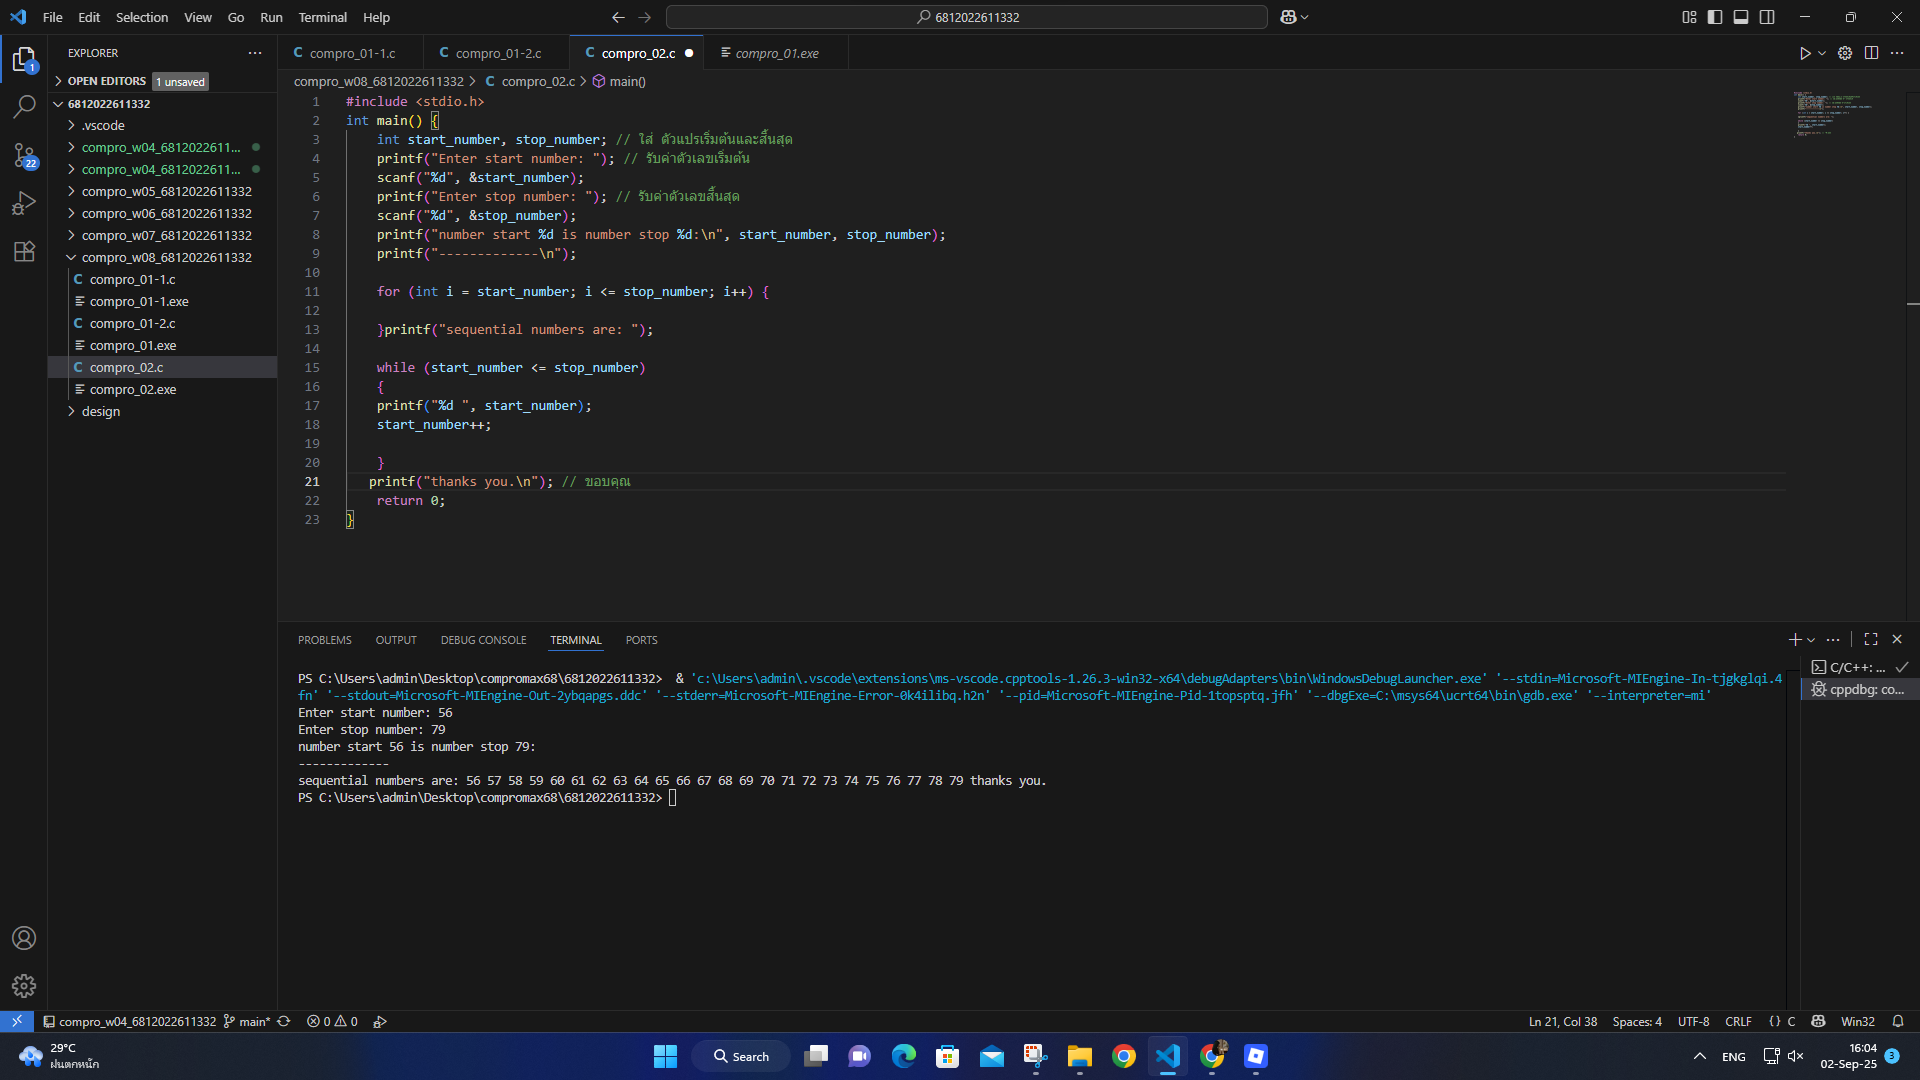 File Edit Selection View Go Run Terminal Help
6812022611332
EXPLORER
OPEN EDITORS 1 unsaved
6812022611332
.vscode
compro_w04_6812022611...
compro_w04_6812022611...
compro_w05_6812022611332
compro_w06_6812022611332
compro_w07_6812022611332
compro_w08_6812022611332
compro_01-1.c
compro_01-1.exe
compro_01-2.c
compro_01.exe
compro_02.c
compro_02.exe
design
1
22
compro_01-1.c compro_01-2.c compro_02.c compro_01.exe
compro_w08_6812022611332 > compro_02.c > main()
1 #include <stdio.h>
2 int main() {
3 int start_number, stop_number; // ใส่ ตัวแปรเริ่มต้นและสิ้นสุด
4 printf("Enter start number: "); // รับค่าตัวเลขเริ่มต้น
5 scanf("%d", &start_number);
6 printf("Enter stop number: "); // รับค่าตัวเลขสิ้นสุด
7 scanf("%d", &stop_number);
8 printf("number start %d is number stop %d:\n", start_number, stop_number);
9 printf("-------------\n");
10
11 for (int i = start_number; i <= stop_number; i++) {
12
13 }printf("sequential numbers are: ");
14
15 while (start_number <= stop_number)
16 {
17 printf("%d ", start_number);
18 start_number++;
19
20 }
21 printf("thanks you.\n"); // ขอบคุณ
22 return 0;
23 }
PROBLEMS OUTPUT DEBUG CONSOLE TERMINAL PORTS
C/C++: ...
cppdbg: co...
PS C:\Users\admin\Desktop\compromax68\6812022611332> & 'c:\Users\admin\.vscode\extensions\ms-vscode.cpptools-1.26.3-win32-x64\debugAdapters\bin\WindowsDebugLauncher.exe' '--stdin=Microsoft-MIEngine-In-tjgkglqi.4
fn' '--stdout=Microsoft-MIEngine-Out-2ybqapgs.ddc' '--stderr=Microsoft-MIEngine-Error-0k4ilibq.h2n' '--pid=Microsoft-MIEngine-Pid-1topsptq.jfh' '--dbgExe=C:\msys64\ucrt64\bin\gdb.exe' '--interpreter=mi'
Enter start number: 56
Enter stop number: 79
number start 56 is number stop 79:
-------------
sequential numbers are: 56 57 58 59 60 61 62 63 64 65 66 67 68 69 70 71 72 73 74 75 76 77 78 79 thanks you.
PS C:\Users\admin\Desktop\compromax68\6812022611332>
compro_w04_6812022611332 main* 0 0
Ln 21, Col 38 Spaces: 4 UTF-8 CRLF {} C Win32
29°C
ฝนตกหนัก
Search
ENG
16:04
02-Sep-25
3